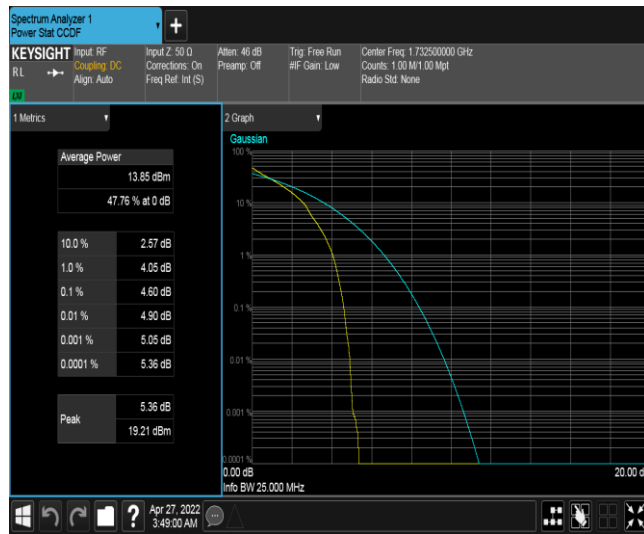 Spectrum Analyzer 1
Power Stat CCDF
+
KEYSIGHT
RL
Input: RF
Coupling: DC
Align: Auto
Input Z: 50 Ω
Corrections: On
Freq Ref: Int (S)
Atten: 46 dB
Preamp: Off
Trig: Free Run
#IF Gain: Low
Center Freq: 1.732500000 GHz
Counts: 1.00 M/1.00 Mpt
Radio Std: None
1 Metrics
Average Power
13.85 dBm
47.76 % at 0 dB
10.0 % 2.57 dB
1.0 % 4.05 dB
0.1 % 4.60 dB
0.01 % 4.90 dB
0.001 % 5.05 dB
0.0001 % 5.36 dB
Peak
5.36 dB
19.21 dBm
2 Graph
Gaussian
100 %
10 %
1 %
0.1 %
0.01 %
0.001 %
0.0001 %
0.00 dB
20.00 d
Info BW 25.000 MHz
?
Apr 27, 2022
3:49:00 AM